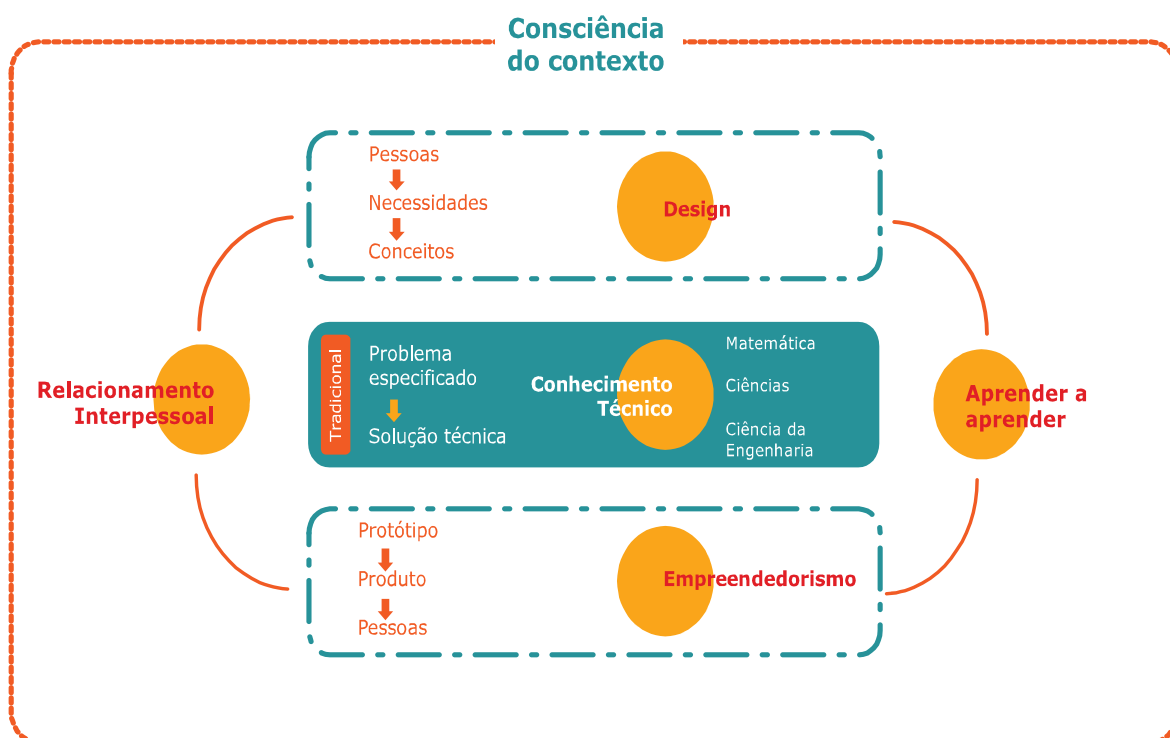 Consciência
do contexto
Pessoas
Necessidades
Conceitos
Design
Relacionamento
Interpessoal
Tradicional
Problema
especificado
Solução técnica
Conhecimento
Técnico
Matemática
Ciências
Ciência da
Engenharia
Aprender a
aprender
Protótipo
Produto
Pessoas
Empreendedorismo